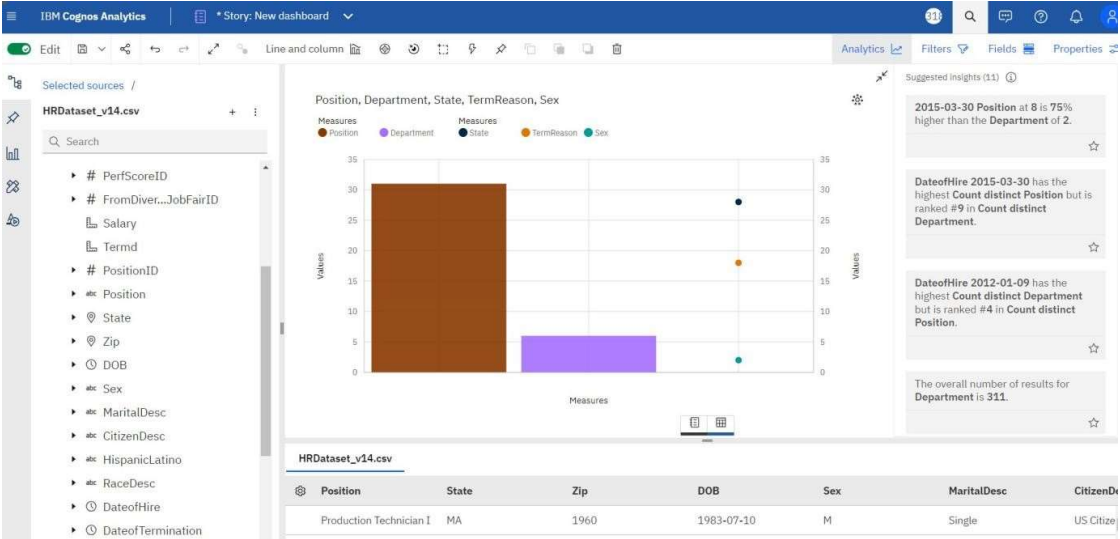 IBM Cognos Analytics
* Story: New dashboard
Edit
Line and column
Analytics
Filters
Fields
Properties
Selected sources /
HRDataset_v14.csv
Search
# PerfScoreID
# FromDiver...JobFairID
Salary
Termd
# PositionID
abc Position
State
Zip
DOB
abc Sex
abc MaritalDesc
abc CitizenDesc
abc HispanicLatino
abc RaceDesc
DateofHire
DateofTermination
Position, Department, State, TermReason, Sex
Measures
Position
Department
Measures
State
TermReason
Sex
35
30
25
20
15
10
5
0
Values
35
30
25
20
15
10
5
0
Values
Measures
Suggested insights (11)
2015-03-30 Position at 8 is 75%
higher than the Department of 2.
DateofHire 2015-03-30 has the
highest Count distinct Position but is
ranked #9 in Count distinct
Department.
DateofHire 2012-01-09 has the
highest Count distinct Department
but is ranked #4 in Count distinct
Position.
The overall number of results for
Department is 311.
HRDataset_v14.csv
Position State Zip DOB Sex MaritalDesc CitizenDe
Production Technician I MA 1960 1983-07-10 M Single US Citize